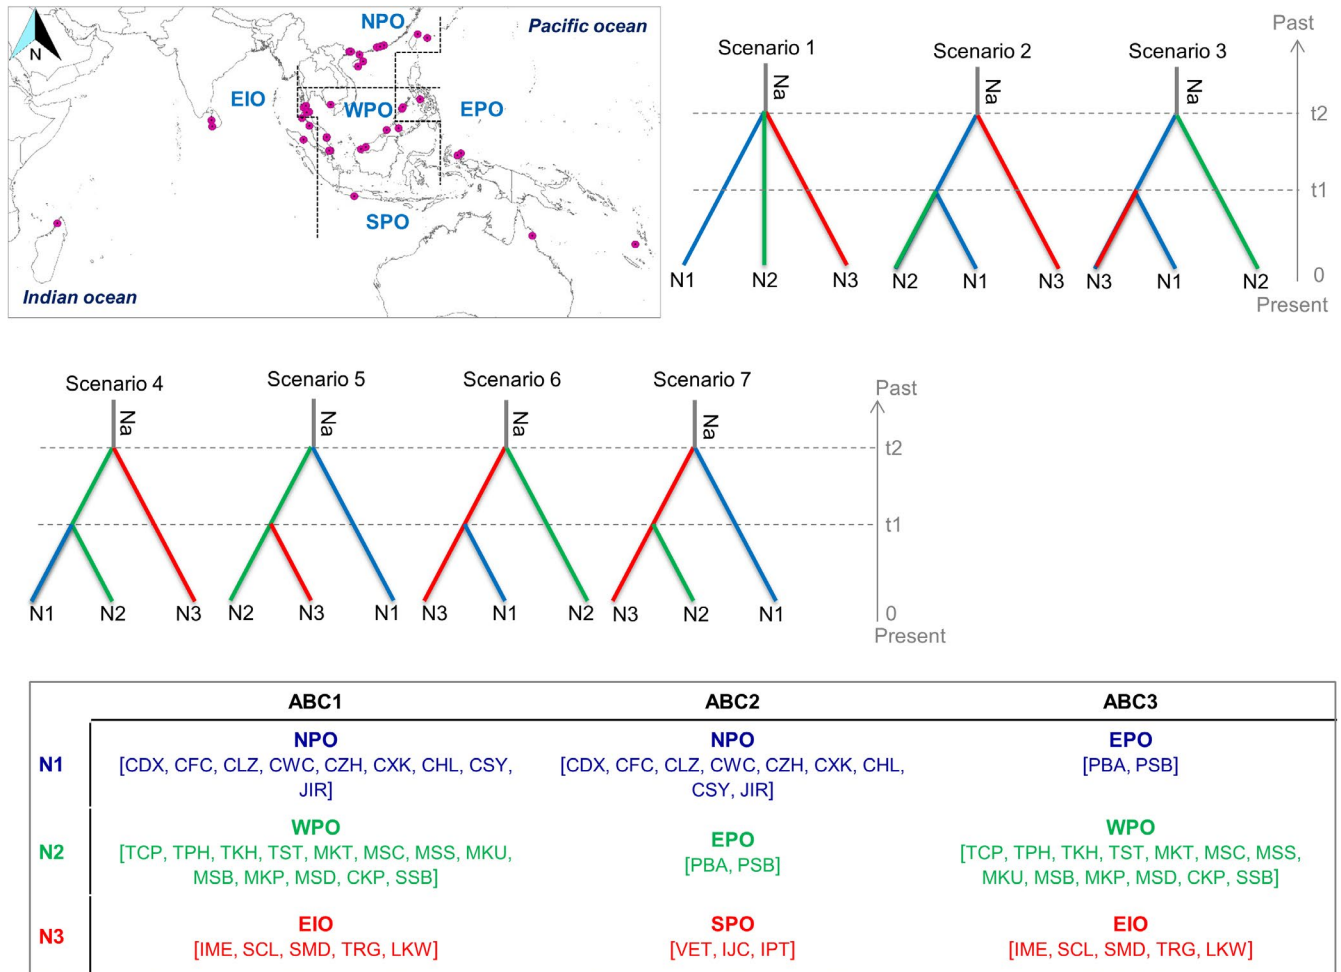 NPO
Pacific ocean
N
EIO
WPO
EPO
SPO
Indian ocean
Scenario 1
Scenario 2
Scenario 3
Past
Na
Na
Na
t2
t1
0
N1
N2
N3
N2
N1
N3
N3
N1
N2
Present
Scenario 4
Scenario 5
Scenario 6
Scenario 7
Past
Na
Na
Na
Na
t2
t1
0
N1
N2
N3
N2
N3
N1
N3
N1
N2
N3
N2
N1
Present
ABC1
ABC2
ABC3
N1
NPO
[CDX, CFC, CLZ, CWC, CZH, CXK, CHL, CSY,
JIR]
NPO
[CDX, CFC, CLZ, CWC, CZH, CXK, CHL,
CSY, JIR]
EPO
[PBA, PSB]
N2
WPO
[TCP, TPH, TKH, TST, MKT, MSC, MSS, MKU,
MSB, MKP, MSD, CKP, SSB]
EPO
[PBA, PSB]
WPO
[TCP, TPH, TKH, TST, MKT, MSC, MSS,
MKU, MSB, MKP, MSD, CKP, SSB]
N3
EIO
[IME, SCL, SMD, TRG, LKW]
SPO
[VET, IJC, IPT]
EIO
[IME, SCL, SMD, TRG, LKW]